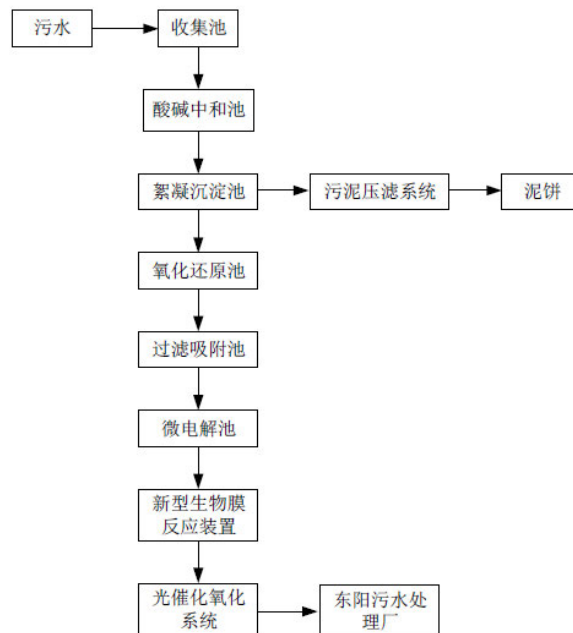 污水
收集池
酸碱中和池
絮凝沉淀池
污泥压滤系统
泥饼
氧化还原池
过滤吸附池
微电解池
新型生物膜
反应装置
光催化氧化
系统
东阳污水处
理厂